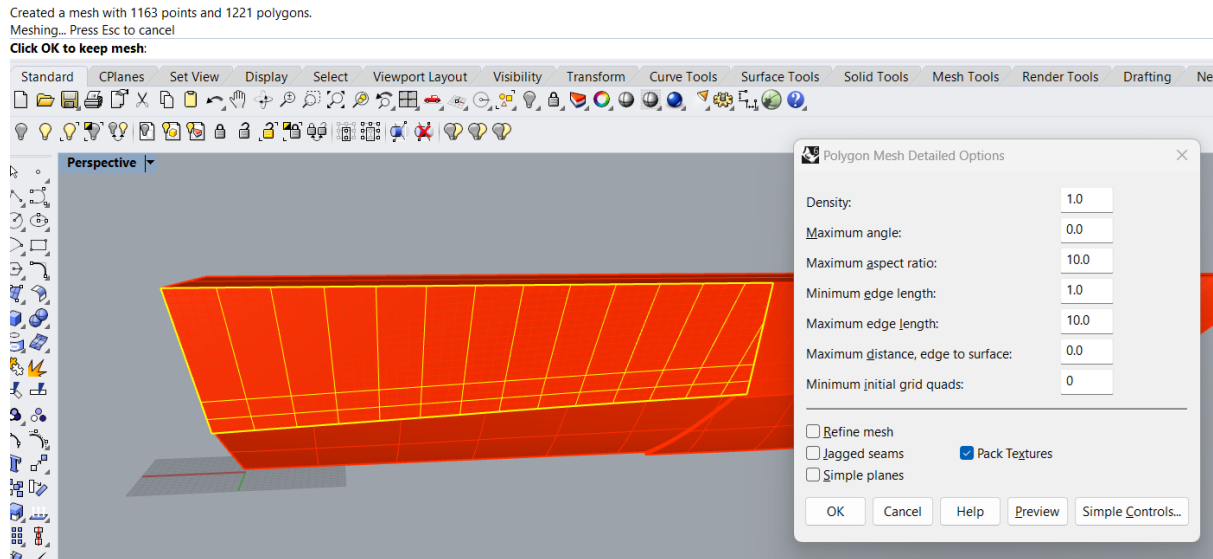 Created a mesh with 1163 points and 1221 polygons.
Meshing... Press Esc to cancel
Click OK to keep mesh:
Standard CPlanes Set View Display Select Viewport Layout Visibility Transform Curve Tools Surface Tools Solid Tools Mesh Tools Render Tools Drafting Ne
Perspective
Polygon Mesh Detailed Options
Density: 1.0
Maximum angle: 0.0
Maximum aspect ratio: 10.0
Minimum edge length: 1.0
Maximum edge length: 10.0
Maximum distance, edge to surface: 0.0
Minimum initial grid quads: 0
Refine mesh
Jagged seams Pack Textures
Simple planes
OK Cancel Help Preview Simple Controls...